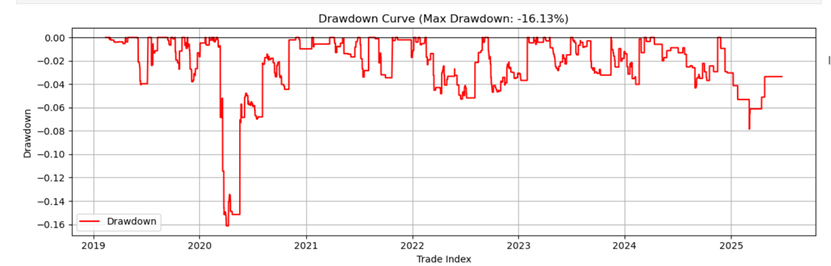 Drawdown Curve (Max Drawdown: -16.13%)
0.00
−0.02
−0.04
−0.06
−0.08
−0.10
−0.12
−0.14
−0.16
Drawdown
Drawdown
2019 2020 2021 2022 2023 2024 2025
Trade Index